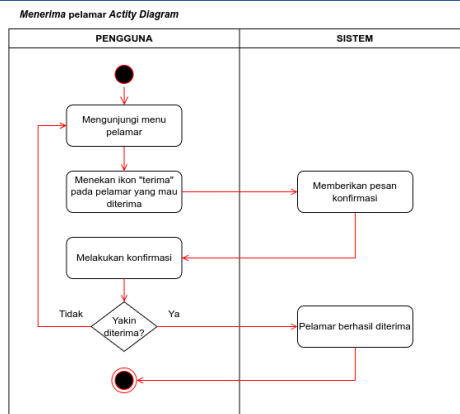 Menerima pelamar Actity Diagram
PENGGUNA
SISTEM
Mengunjungi menu
pelamar
Menekan ikon "terima"
pada pelamar yang mau
diterima
Memberikan pesan
konfirmasi
Melakukan konfirmasi
Tidak
Yakin
diterima?
Ya
Pelamar berhasil diterima